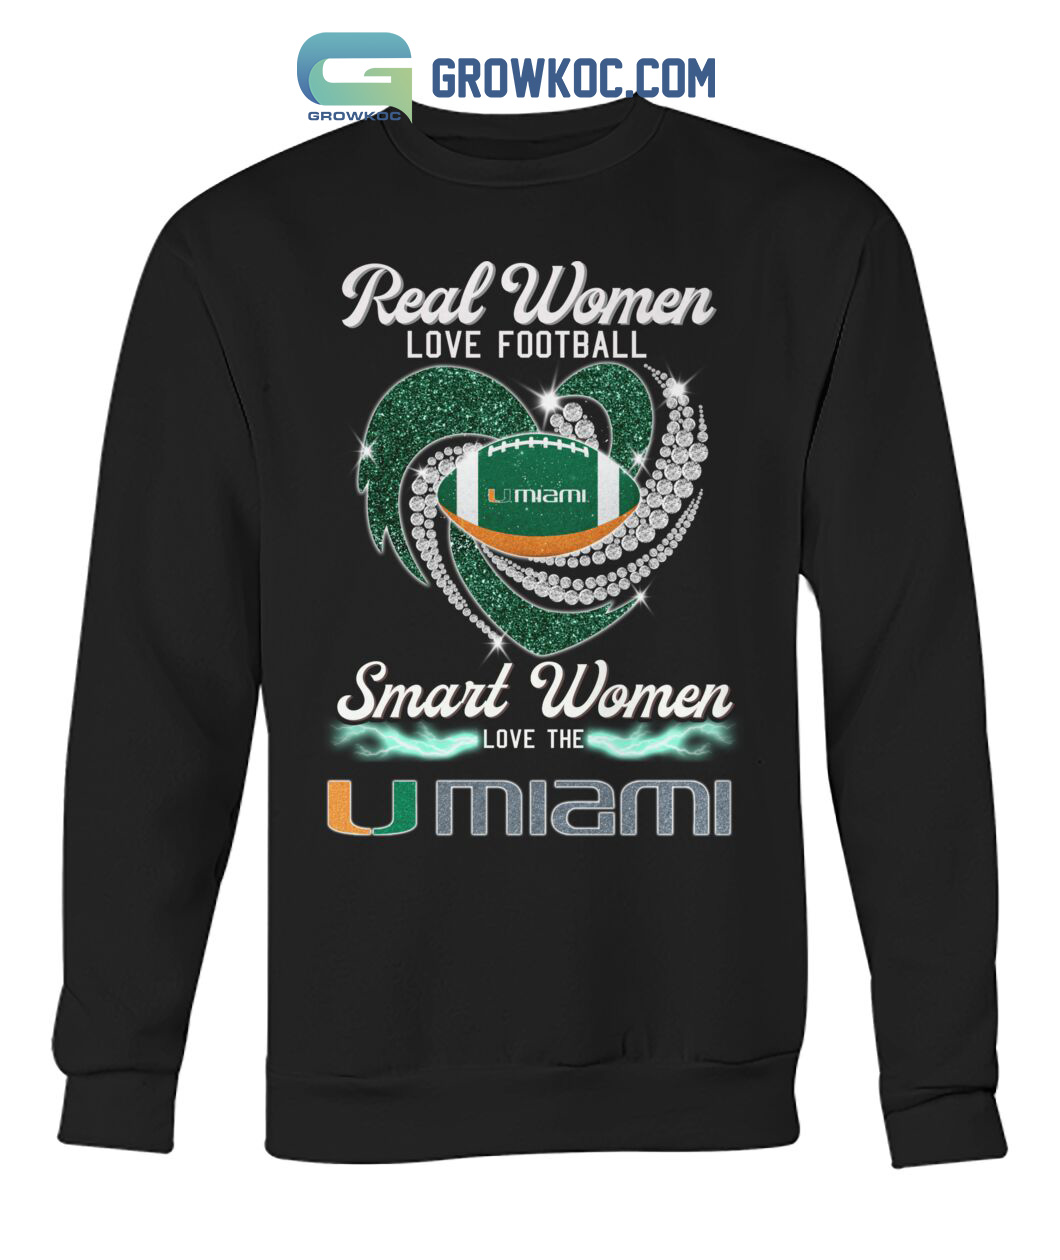 GROWKOC.COM
GROWKOC
Real Women
LOVE FOOTBALL
U MIAMI
Smart Women
LOVE THE
U MIAMI